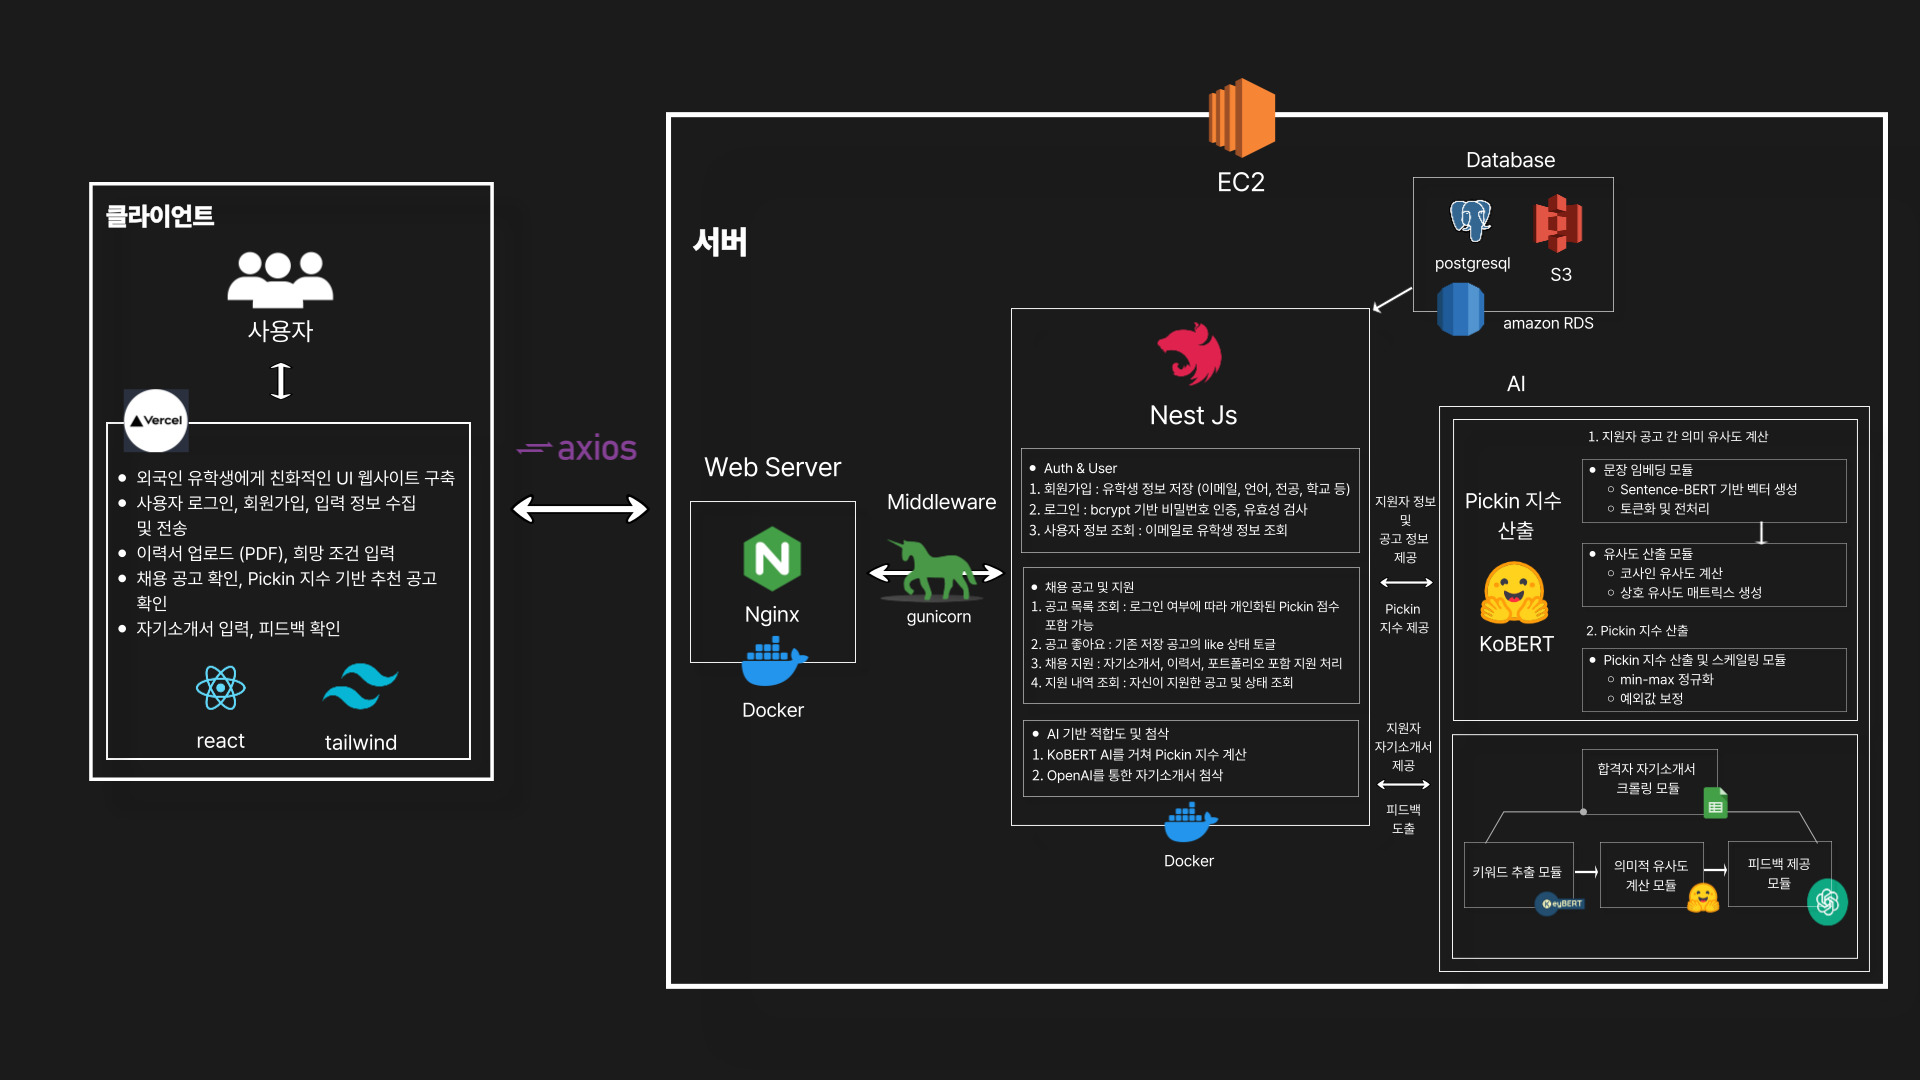 클라이언트
사용자
Vercel
외국인 유학생에게 친화적인 UI 웹사이트 구축
사용자 로그인, 회원가입, 입력 정보 수집
및 전송
이력서 업로드 (PDF), 희망 조건 입력
채용 공고 확인, Pickin 지수 기반 추천 공고
확인
자기소개서 입력, 피드백 확인
react
tailwind
axios
EC2
서버
Web Server
Nginx
Docker
Middleware
gunicorn
Nest Js
Auth & User
1. 회원가입 : 유학생 정보 저장 (이메일, 언어, 전공, 학교 등)
2. 로그인 : bcrypt 기반 비밀번호 인증, 유효성 검사
3. 사용자 정보 조회 : 이메일로 유학생 정보 조회
채용 공고 및 지원
1. 공고 목록 조회 : 로그인 여부에 따라 개인화된 Pickin 점수
포함 가능
2. 공고 좋아요 : 기존 저장 공고의 like 상태 토글
3. 채용 지원 : 자기소개서, 이력서, 포트폴리오 포함 지원 처리
4. 지원 내역 조회 : 자신이 지원한 공고 및 상태 조회
AI 기반 적합도 및 첨삭
1. KoBERT AI를 거쳐 Pickin 지수 계산
2. OpenAI를 통한 자기소개서 첨삭
Docker
Database
postgresql
S3
amazon RDS
지원자 정보
및
공고 정보
제공
Pickin
지수 제공
지원자
자기소개서
제공
피드백
도출
AI
Pickin 지수
산출
KoBERT
1. 지원자 공고 간 의미 유사도 계산
문장 임베딩 모듈
Sentence-BERT 기반 벡터 생성
토큰화 및 전처리
유사도 산출 모듈
코사인 유사도 계산
상호 유사도 매트릭스 생성
2. Pickin 지수 산출
Pickin 지수 산출 및 스케일링 모듈
min-max 정규화
예외값 보정
합격자 자기소개서
크롤링 모듈
키워드 추출 모듈
KeyBERT
의미적 유사도
계산 모듈
피드백 제공
모듈